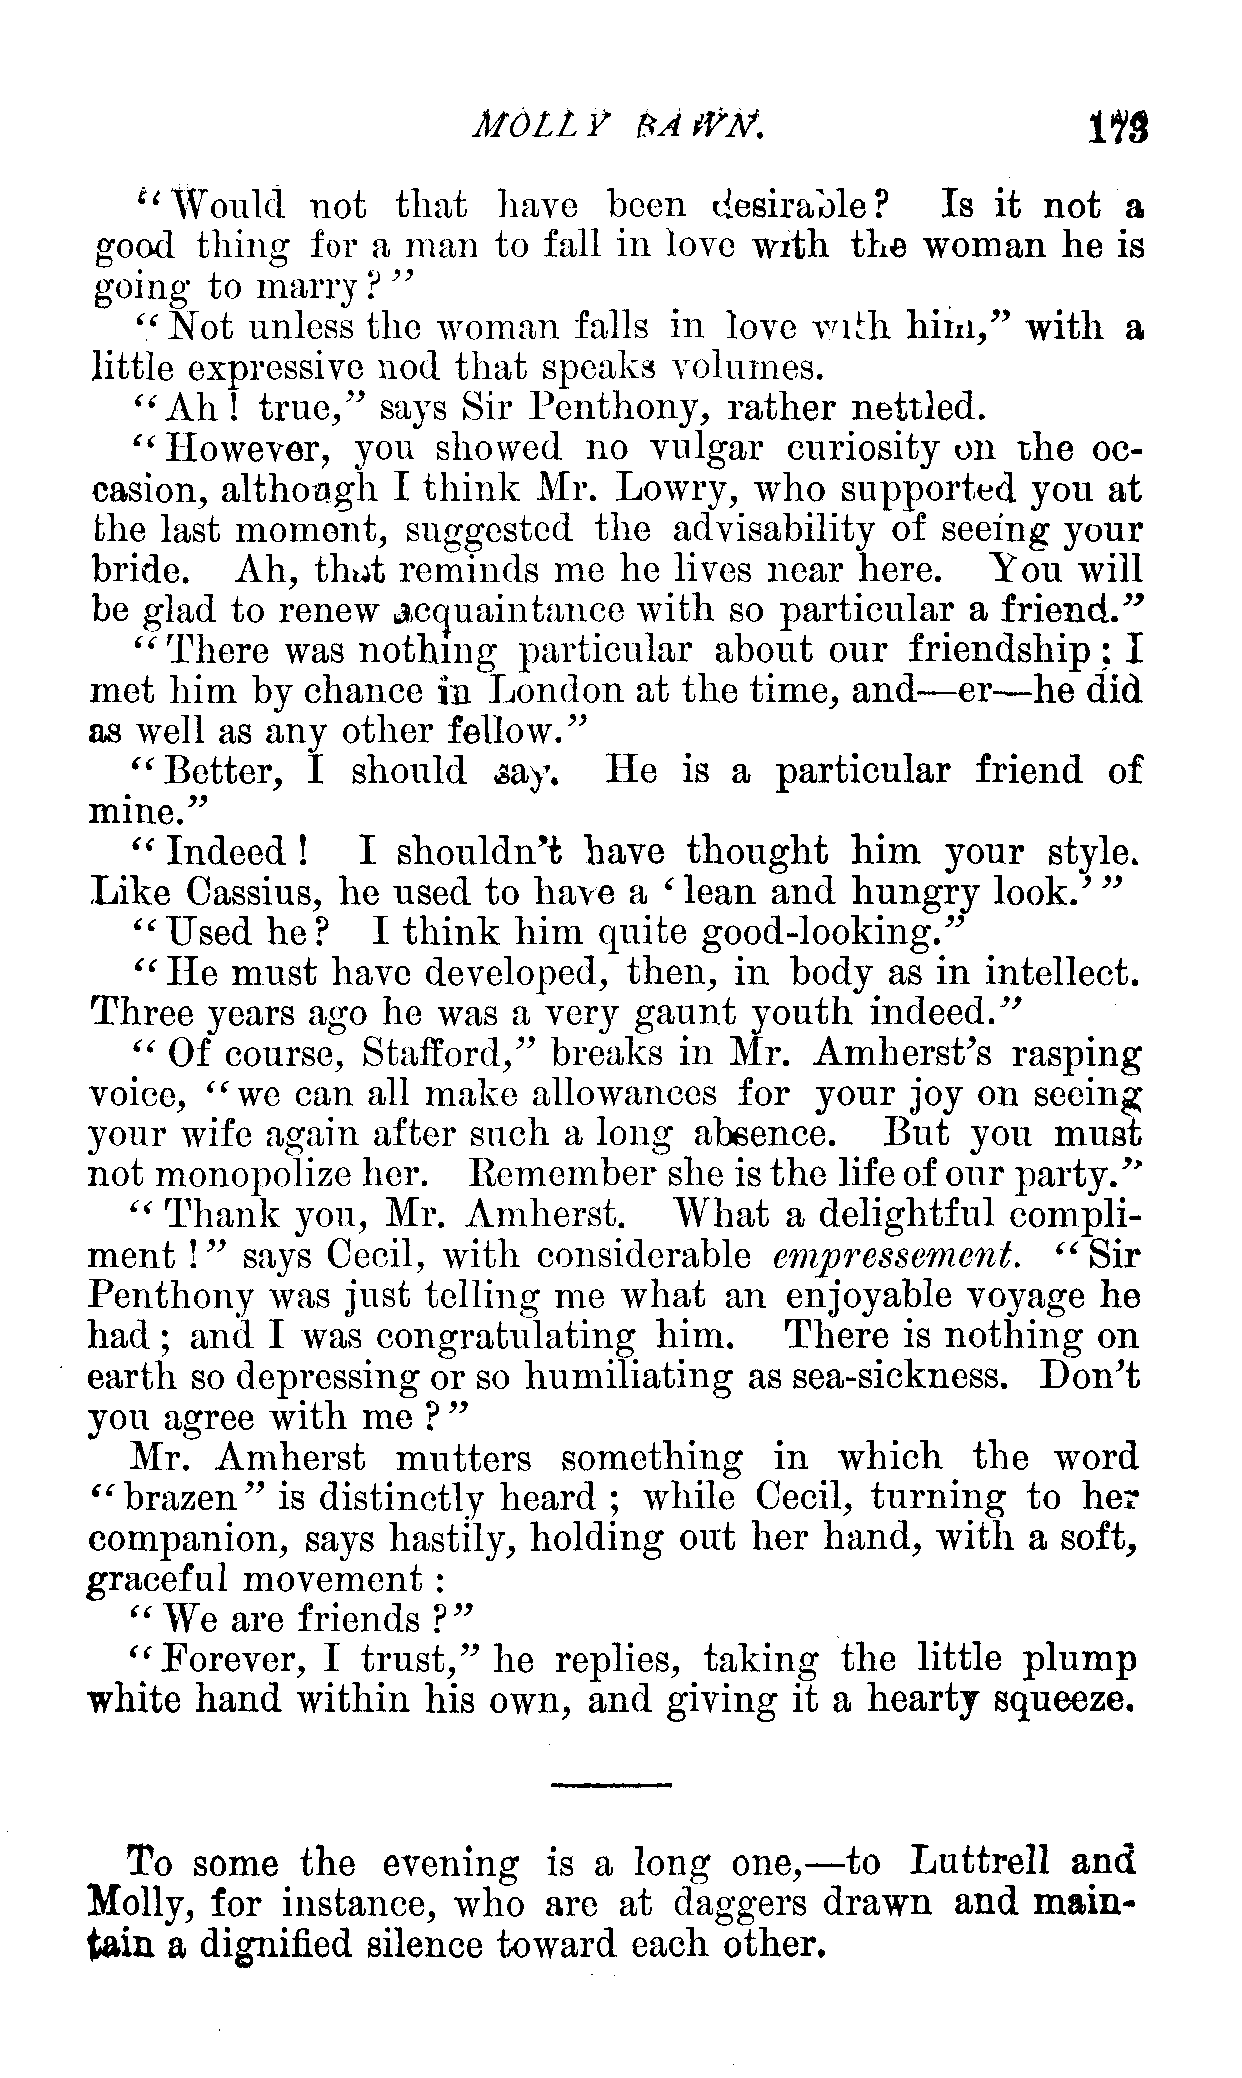 MOLLY BAWN. 173
"Would not that have been desirable? Is it not a
good thing for a man to fall in love with the woman he is
going to marry?"
"Not unless the woman falls in love with him," with a
little expressive nod that speaks volumes.
"Ah! true," says Sir Penthony, rather nettled.
"However, you showed no vulgar curiosity on the oc-
casion, although I think Mr. Lowry, who supported you at
the last moment, suggested the advisability of seeing your
bride. Ah, that reminds me he lives near here. You will
be glad to renew acquaintance with so particular a friend."
"There was nothing particular about our friendship; I
met him by chance in London at the time, and—er—he did
as well as any other fellow."
"Better, I should say. He is a particular friend of
mine."
"Indeed! I shouldn't have thought him your style.
Like Cassius, he used to have a 'lean and hungry look.'"
"Used he? I think him quite good-looking."
"He must have developed, then, in body as in intellect.
Three years ago he was a very gaunt youth indeed."
"Of course, Stafford," breaks in Mr. Amherst's rasping
voice, "we can all make allowances for your joy on seeing
your wife again after such a long absence. But you must
not monopolize her. Remember she is the life of our party."
"Thank you, Mr. Amherst. What a delightful compli-
ment!" says Cecil, with considerable empressement. "Sir
Penthony was just telling me what an enjoyable voyage he
had; and I was congratulating him. There is nothing on
earth so depressing or so humiliating as sea-sickness. Don't
you agree with me?"
Mr. Amherst mutters something in which the word
"brazen" is distinctly heard; while Cecil, turning to her
companion, says hastily, holding out her hand, with a soft,
graceful movement:
"We are friends?"
"Forever, I trust," he replies, taking the little plump
white hand within his own, and giving it a hearty squeeze.
To some the evening is a long one,—to Luttrell and
Molly, for instance, who are at daggers drawn and main-
tain a dignified silence toward each other.